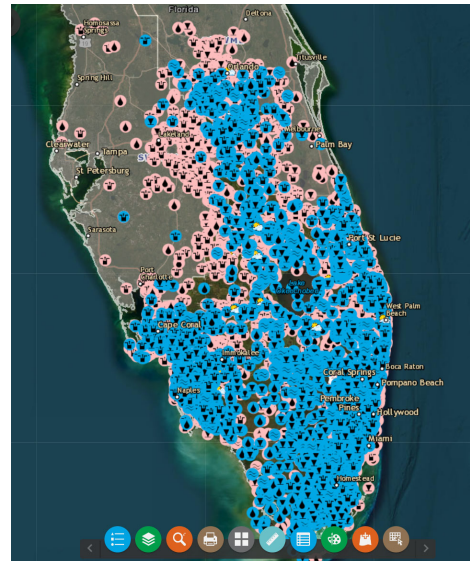 Florida
Deltona
Homosassa
Springs
Orlando
Titusville
Spring Hill
Lakeland
Melbourne
Clearwater
Tampa
Palm Bay
St Petersburg
Sarasota
Port St Lucie
Port
Charlotte
West Palm
Beach
Cape Coral
Immokalee
Boca Raton
Coral Springs
Pompano Beach
Naples
Pembroke
Pines
Hollywood
Miami
Homestead